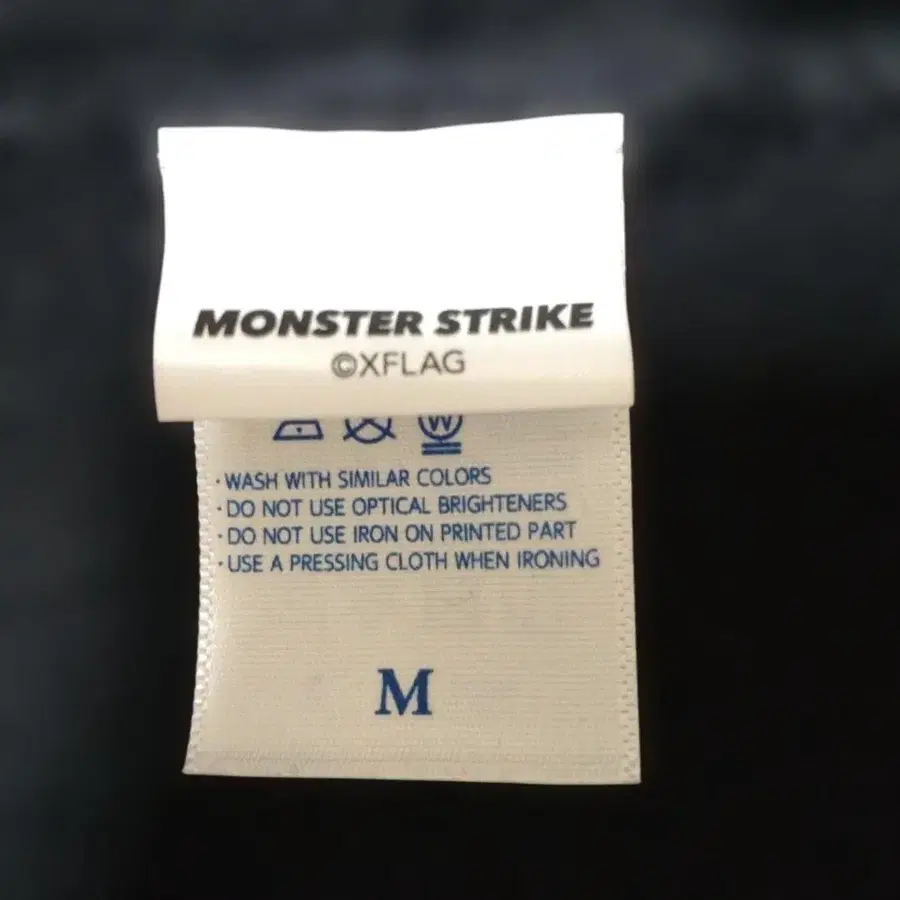 MONSTER STRIKE
©XFLAG
W
·WASH WITH SIMILAR COLORS
·DO NOT USE OPTICAL BRIGHTENERS
·DO NOT USE IRON ON PRINTED PART
·USE A PRESSING CLOTH WHEN IRONING
M